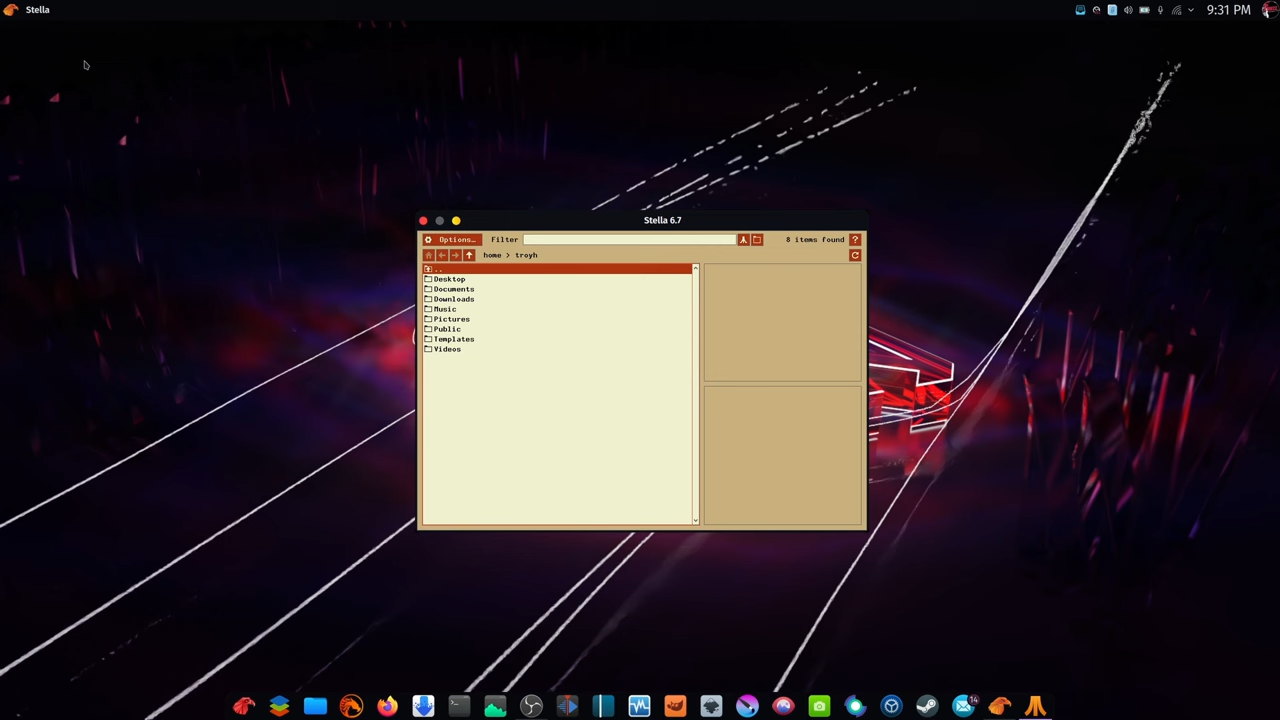 Stella
9:31 PM
Stella 6.7
Options…
Filter
8 items found
?
home > troyh
..
Desktop
Documents
Downloads
Music
Pictures
Public
Templates
Videos
14